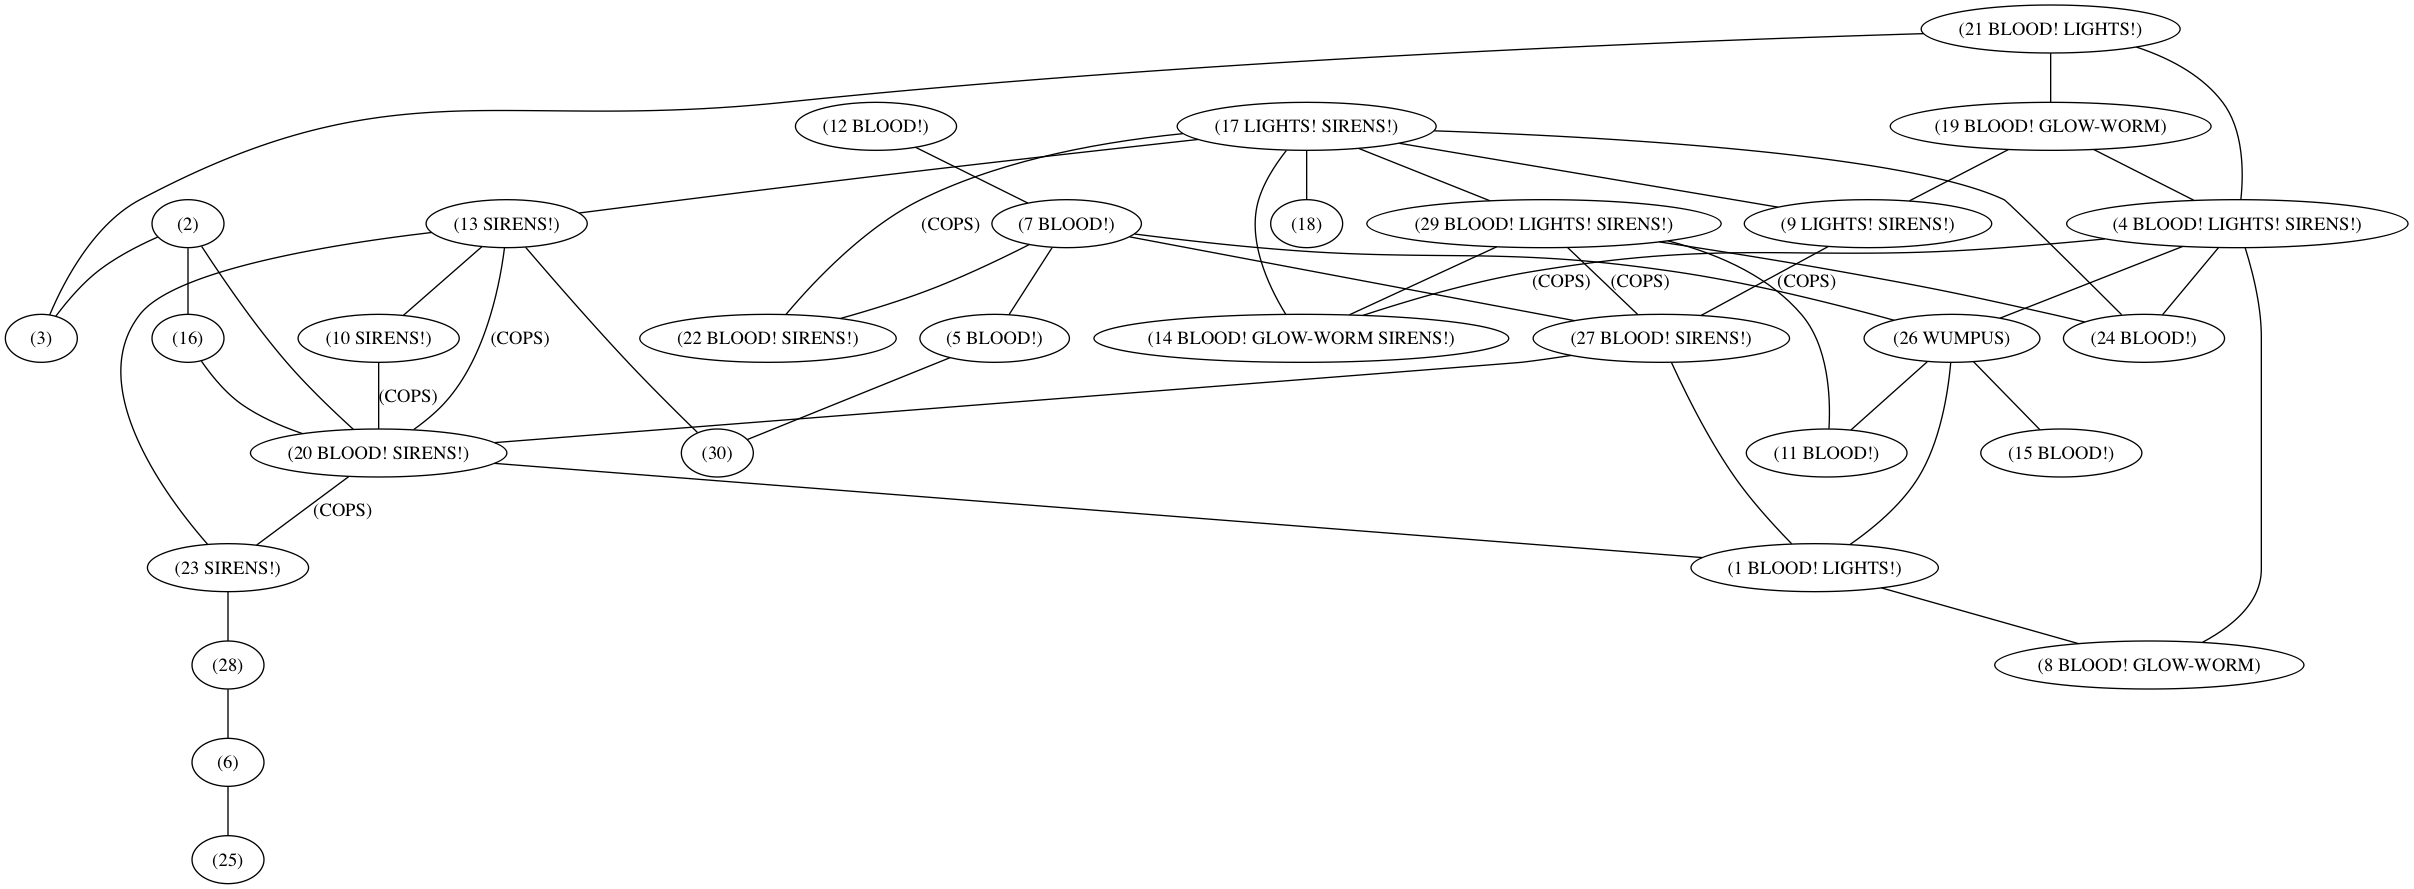 (21 BLOOD! LIGHTS!)
(12 BLOOD!)
(17 LIGHTS! SIRENS!)
(19 BLOOD! GLOW-WORM)
(2)
(13 SIRENS!)
(COPS)
(7 BLOOD!)
(18)
(29 BLOOD! LIGHTS! SIRENS!)
(9 LIGHTS! SIRENS!)
(4 BLOOD! LIGHTS! SIRENS!)
(COPS)
(COPS)
(COPS)
(3)
(16)
(10 SIRENS!)
(COPS)
(22 BLOOD! SIRENS!)
(5 BLOOD!)
(14 BLOOD! GLOW-WORM SIRENS!)
(27 BLOOD! SIRENS!)
(26 WUMPUS)
(24 BLOOD!)
(COPS)
(20 BLOOD! SIRENS!)
(30)
(11 BLOOD!)
(15 BLOOD!)
(COPS)
(23 SIRENS!)
(1 BLOOD! LIGHTS!)
(28)
(8 BLOOD! GLOW-WORM)
(6)
(25)